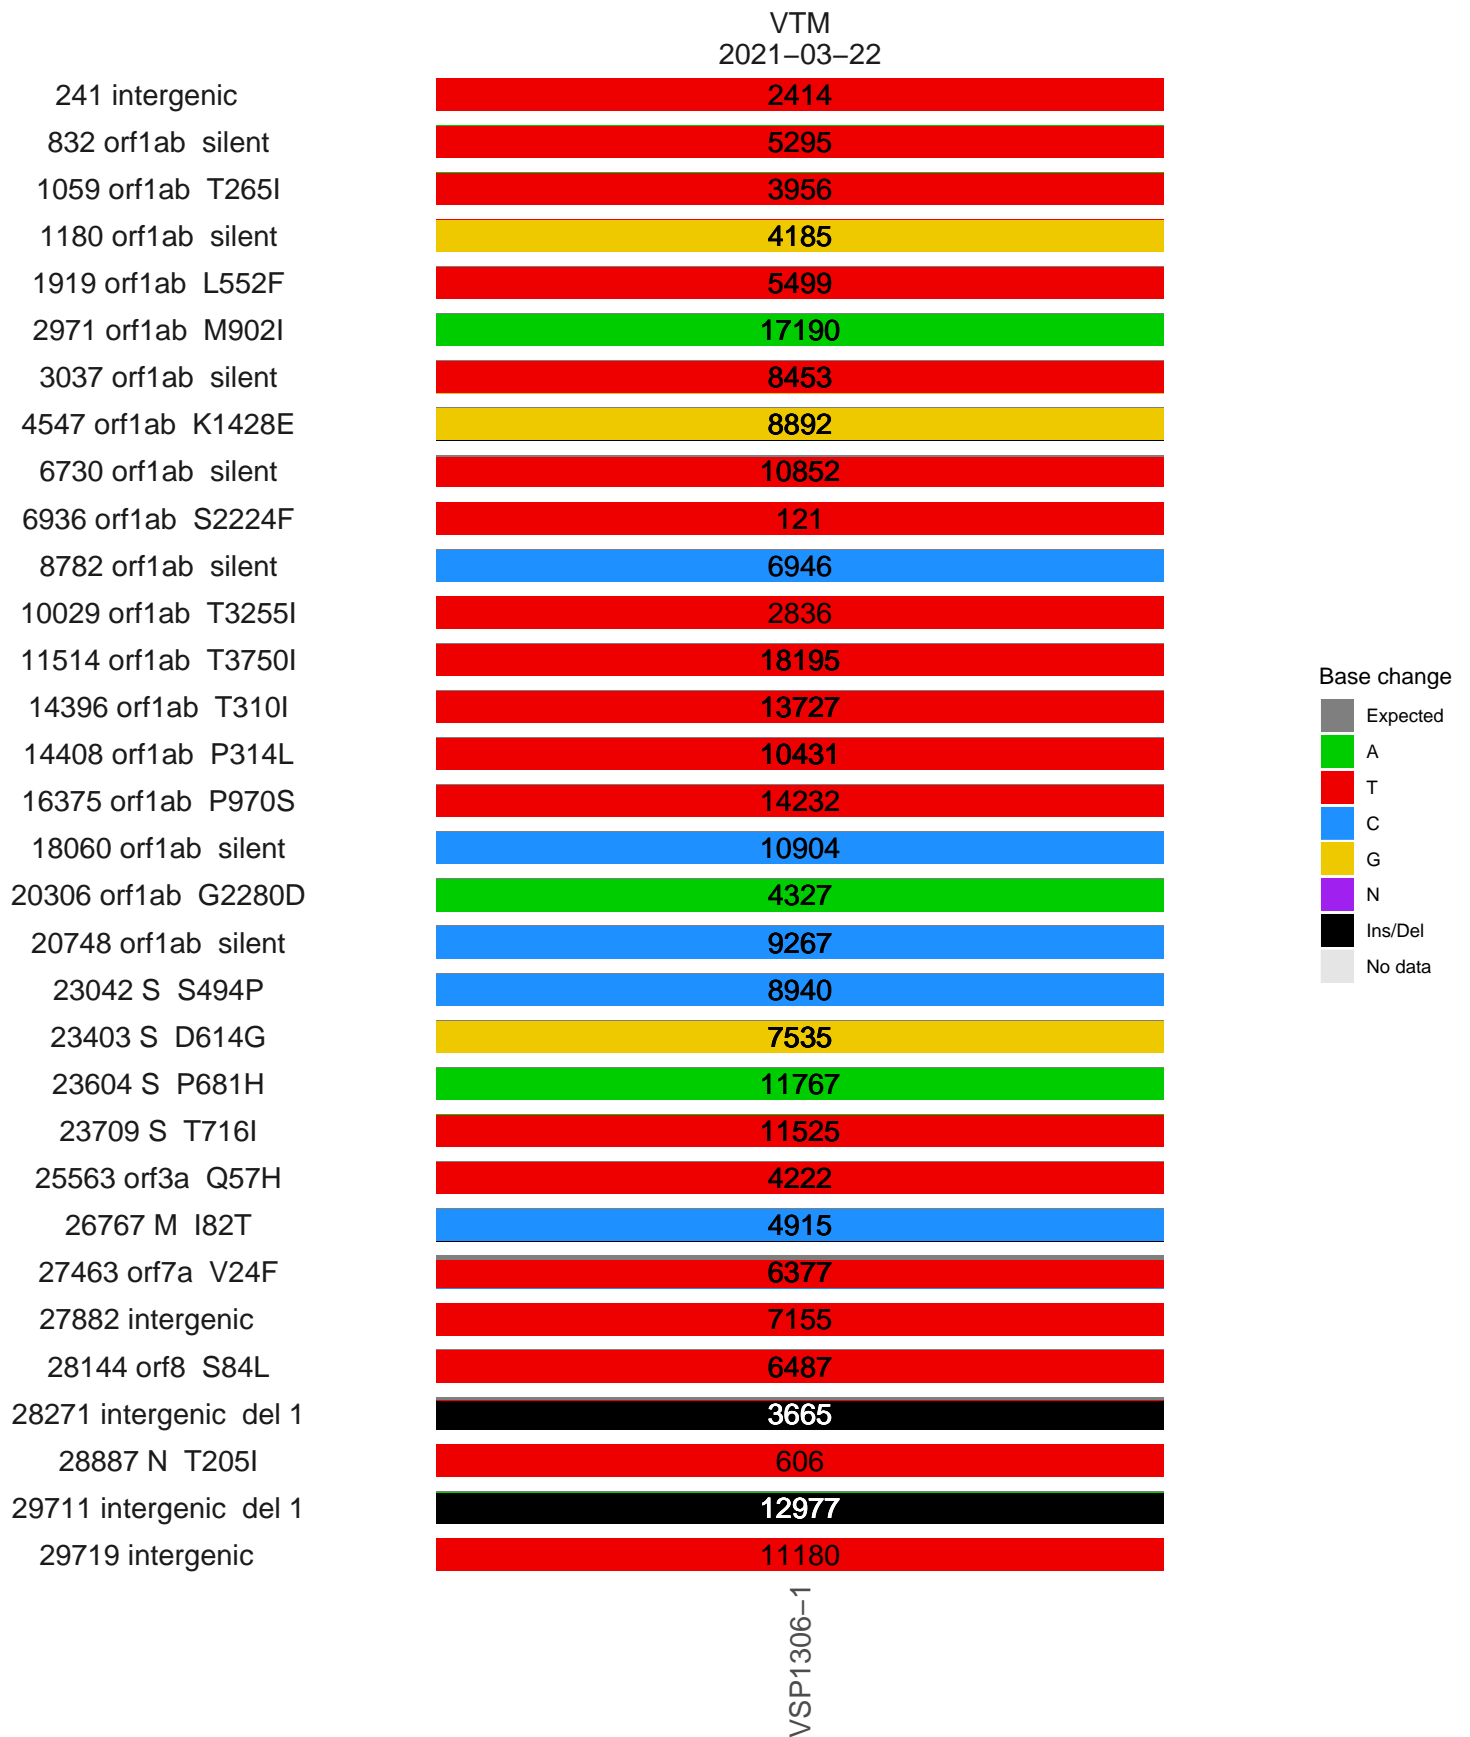 VTM
2021−03−22
241 intergenic 2414
832 orf1ab silent 5295
1059 orf1ab T265I 3956
1180 orf1ab silent 4185
1919 orf1ab L552F 5499
2971 orf1ab M902I 17190
3037 orf1ab silent 8453
4547 orf1ab K1428E 8892
6730 orf1ab silent 10852
6936 orf1ab S2224F 121
8782 orf1ab silent 6946
10029 orf1ab T3255I 2836
11514 orf1ab T3750I 18195
14396 orf1ab T310I 13727
14408 orf1ab P314L 10431
16375 orf1ab P970S 14232
18060 orf1ab silent 10904
20306 orf1ab G2280D 4327
20748 orf1ab silent 9267
23042 S S494P 8940
23403 S D614G 7535
23604 S P681H 11767
23709 S T716I 11525
25563 orf3a Q57H 4222
26767 M I82T 4915
27463 orf7a V24F 6377
27882 intergenic 7155
28144 orf8 S84L 6487
28271 intergenic del 1 3665
28887 N T205I 606
29711 intergenic del 1 12977
29719 intergenic 11180
VSP1306−1
Base change
Expected
A
T
C
G
N
Ins/Del
No data